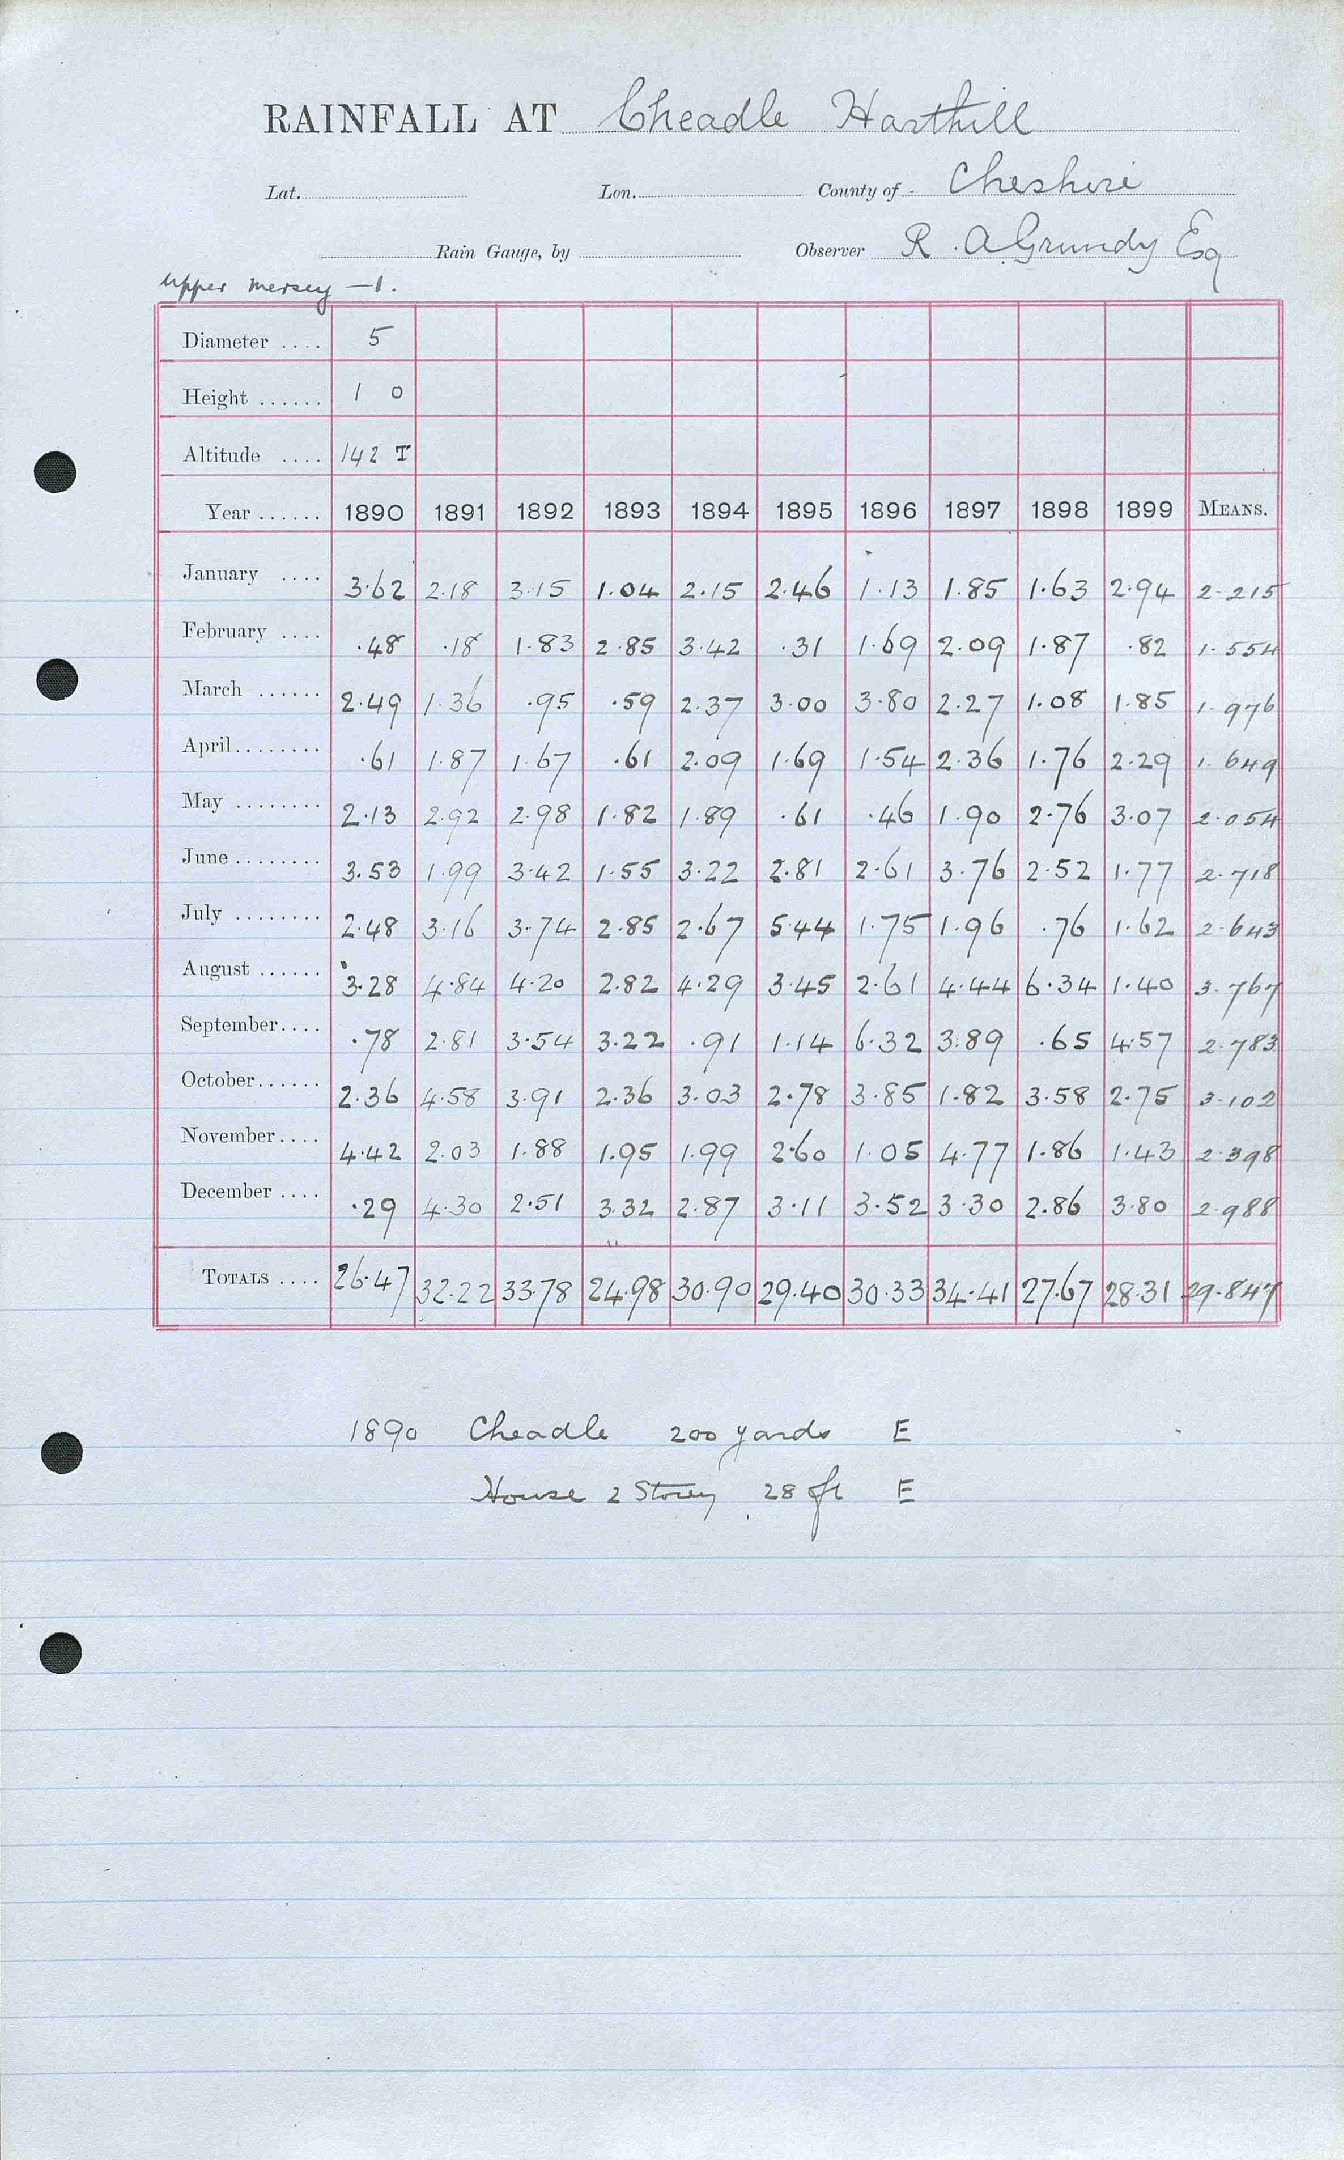 RAINFALL AT Cheadle Harthill
Lat. Lon. County of Cheshire
Rain Gauge, by Observer R. A Grundy Esq
Upper Mersey —1.
Diameter .... 5
Height ...... 1 0
Altitude .... 142 T
Year ...... 1890 1891 1892 1893 1894 1895 1896 1897 1898 1899 MEANS.
January .... 3.62 2.18 3.15 1.04 2.15 2.46 1.13 1.85 1.63 2.94 2.215
February .... .48 .18 1.83 2.85 3.42 .31 1.69 2.09 1.87 .82 1.554
March ...... 2.49 1.36 .95 .59 2.37 3.00 3.80 2.27 1.08 1.85 1.976
April........ .61 1.87 1.67 .61 2.09 1.69 1.54 2.36 1.76 2.29 1.649
May ........ 2.13 2.92 2.98 1.82 1.89 .61 .46 1.90 2.76 3.07 2.054
June ........ 3.53 1.99 3.42 1.55 3.22 2.81 2.61 3.76 2.52 1.77 2.718
July ........ 2.48 3.16 3.74 2.85 2.67 5.44 1.75 1.96 .76 1.62 2.643
August ...... 3.28 4.84 4.20 2.82 4.29 3.45 2.61 4.44 6.34 1.40 3.767
September.... .78 2.81 3.54 3.22 .91 1.14 6.32 3.89 .65 4.57 2.783
October...... 2.36 4.58 3.91 2.36 3.03 2.78 3.85 1.82 3.58 2.75 3.102
November.... 4.42 2.03 1.88 1.95 1.99 2.60 1.05 4.77 1.86 1.43 2.398
December .... .29 4.30 2.51 3.32 2.87 3.11 3.52 3.30 2.86 3.80 2.988
TOTALS .... 26.47 32.22 33.78 24.98 30.90 29.40 30.33 34.41 27.67 28.31 29.847
1890 Cheadle 200 yards E
House 2 Storey 28 ft E